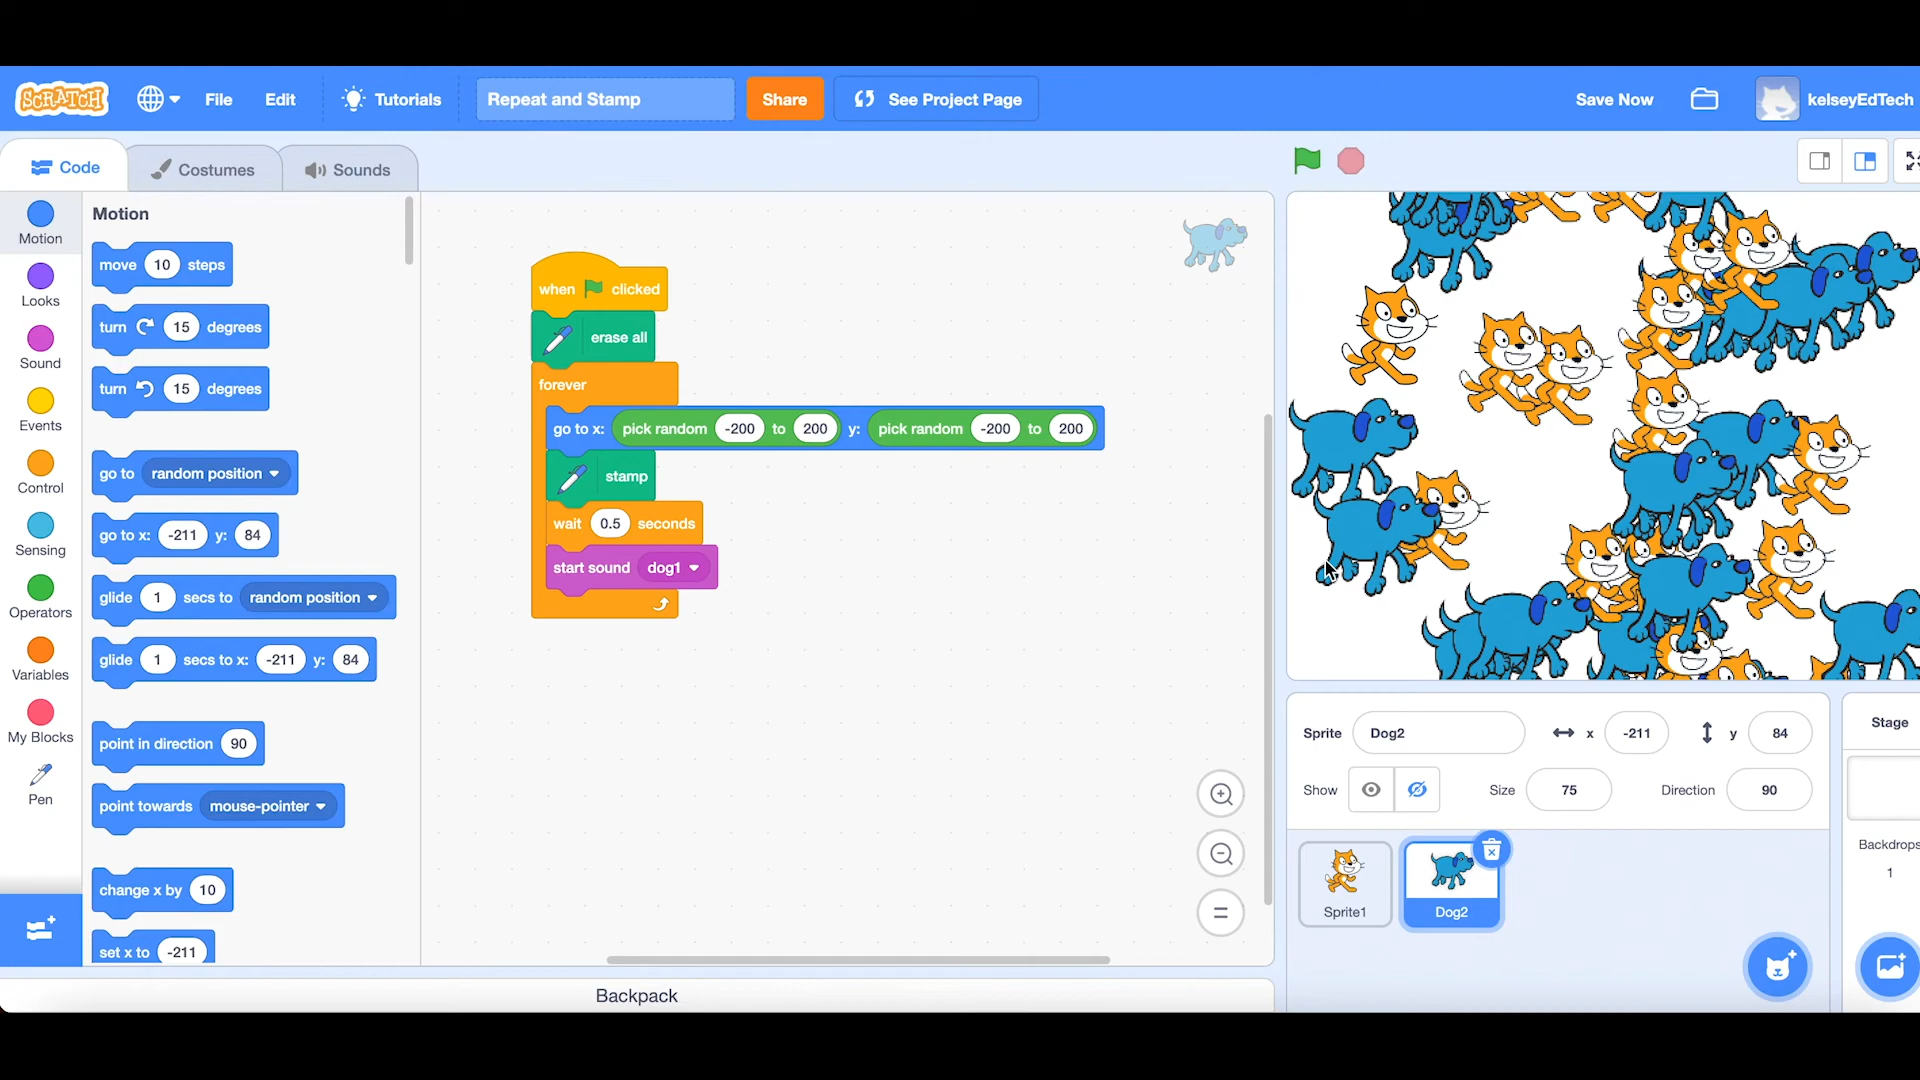 SCRATCH File Edit Tutorials Repeat and Stamp Share See Project Page Save Now kelseyEdTech
Code Costumes Sounds
Motion
Looks
Sound
Events
Control
Sensing
Operators
Variables
My Blocks
Pen
Motion
move 10 steps
turn 15 degrees
turn 15 degrees
go to random position
go to x: -211 y: 84
glide 1 secs to random position
glide 1 secs to x: -211 y: 84
point in direction 90
point towards mouse-pointer
change x by 10
set x to -211
when clicked
erase all
forever
go to x: pick random -200 to 200 y: pick random -200 to 200
stamp
wait 0.5 seconds
start sound dog1
Backpack
Sprite Dog2 x -211 y 84
Show Size 75 Direction 90
Sprite1 Dog2
Stage
Backdrops
1